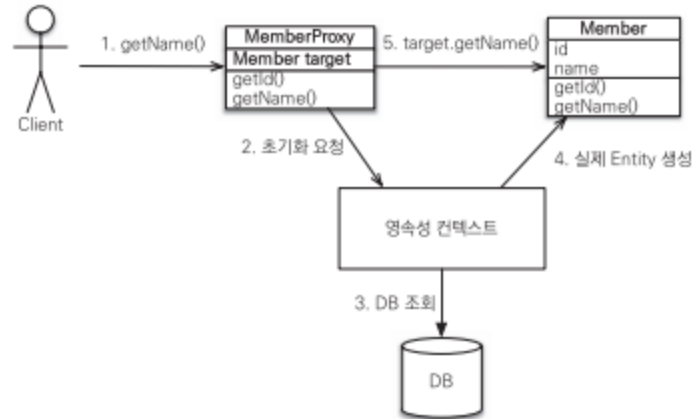 1. getName()
MemberProxy
Member target
getId()
getName()
5. target.getName()
Member
id
name
getId()
getName()
Client
2. 초기화 요청
4. 실제 Entity 생성
영속성 컨텍스트
3. DB 조회
DB